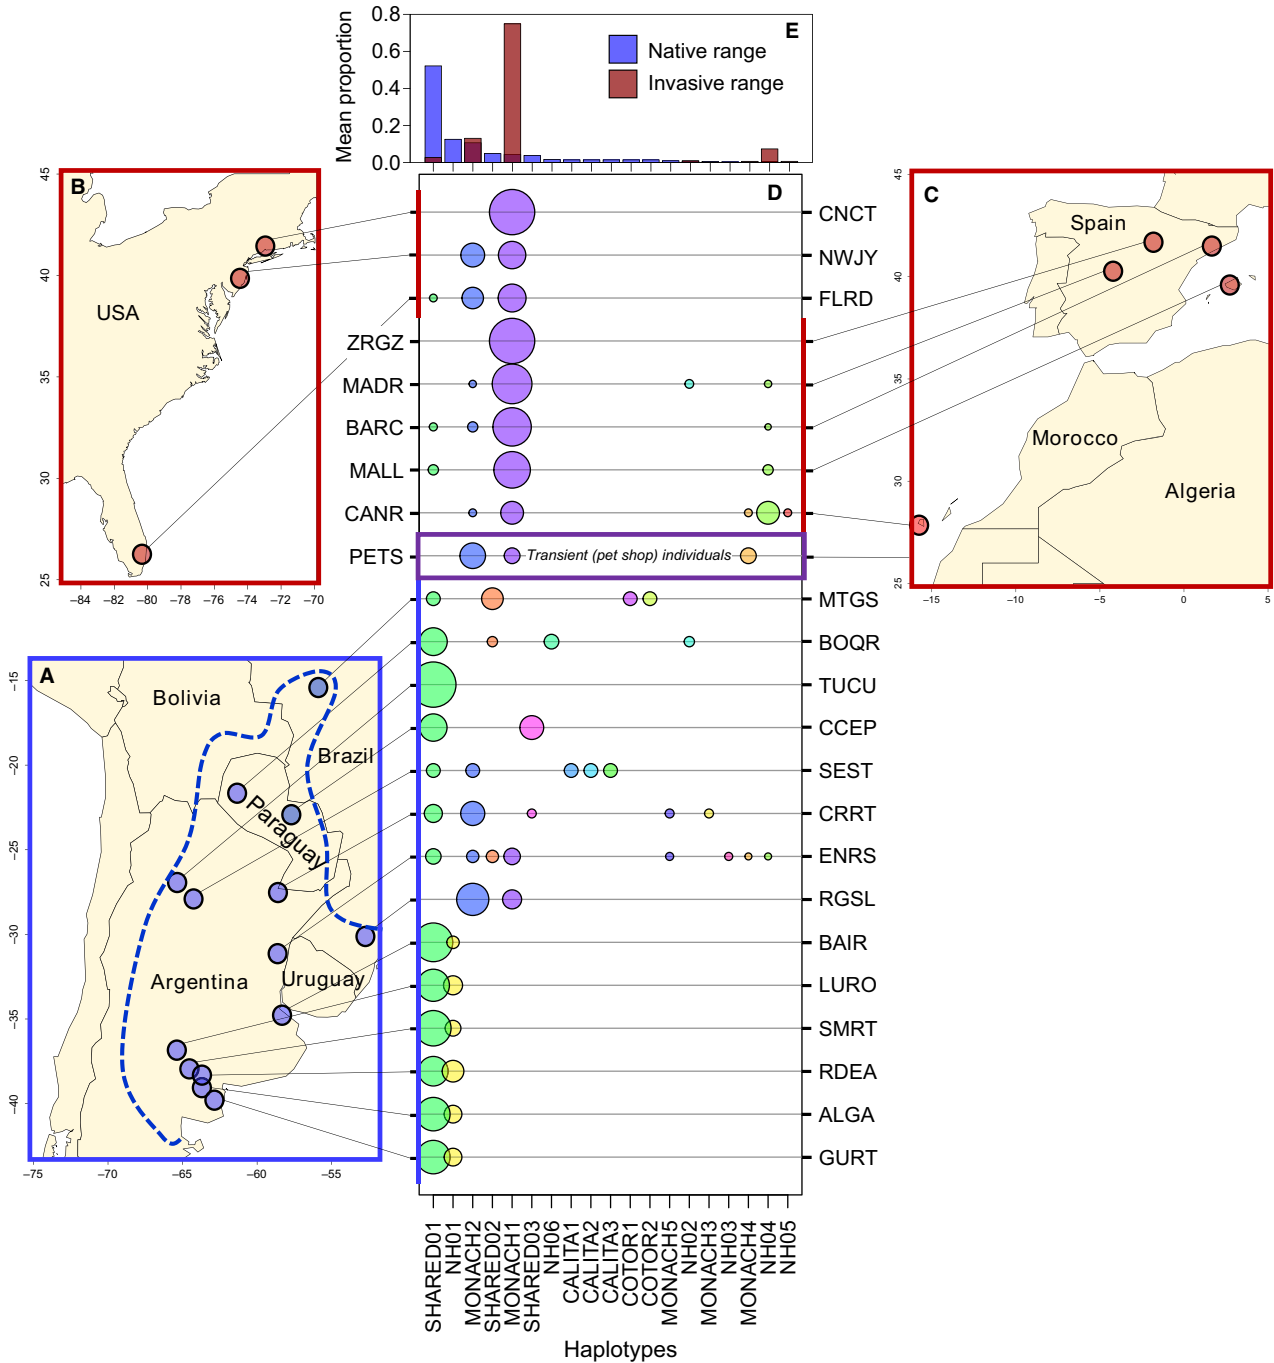 E
Mean proportion
0.8
0.6
0.4
0.2
0.0
Native range
Invasive range
B
USA
45
40
35
30
25
−84
−82
−80
−78
−76
−74
−72
−70
C
Spain
Morocco
Algeria
45
40
35
30
25
−15
−10
−5
0
5
D
CNCT
NWJY
FLRD
ZRGZ
MADR
BARC
MALL
CANR
PETS
Transient (pet shop) individuals
MTGS
BOQR
TUCU
CCEP
SEST
CRRT
ENRS
RGSL
BAIR
LURO
SMRT
RDEA
ALGA
GURT
A
Bolivia
Brazil
Paraguay
Argentina
Uruguay
−15
−20
−25
−30
−35
−40
−75
−70
−65
−60
−55
SHARED01
NH01
MONACH2
SHARED02
MONACH1
SHARED03
NH06
CALITA1
CALITA2
CALITA3
COTOR1
COTOR2
MONACH5
NH02
MONACH3
NH03
MONACH4
NH04
NH05
Haplotypes